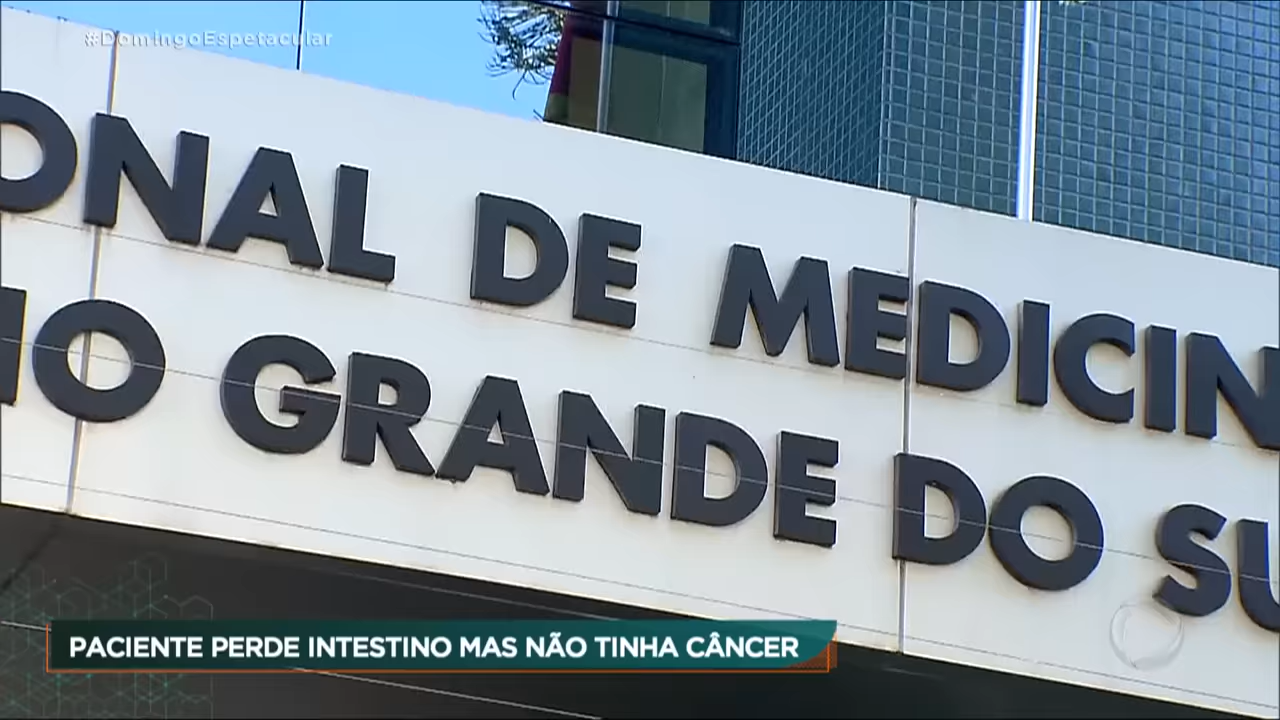 #DomingoEspetacular
ONAL DE MEDICIN
IO GRANDE DO SU
PACIENTE PERDE INTESTINO MAS NÃO TINHA CÂNCER